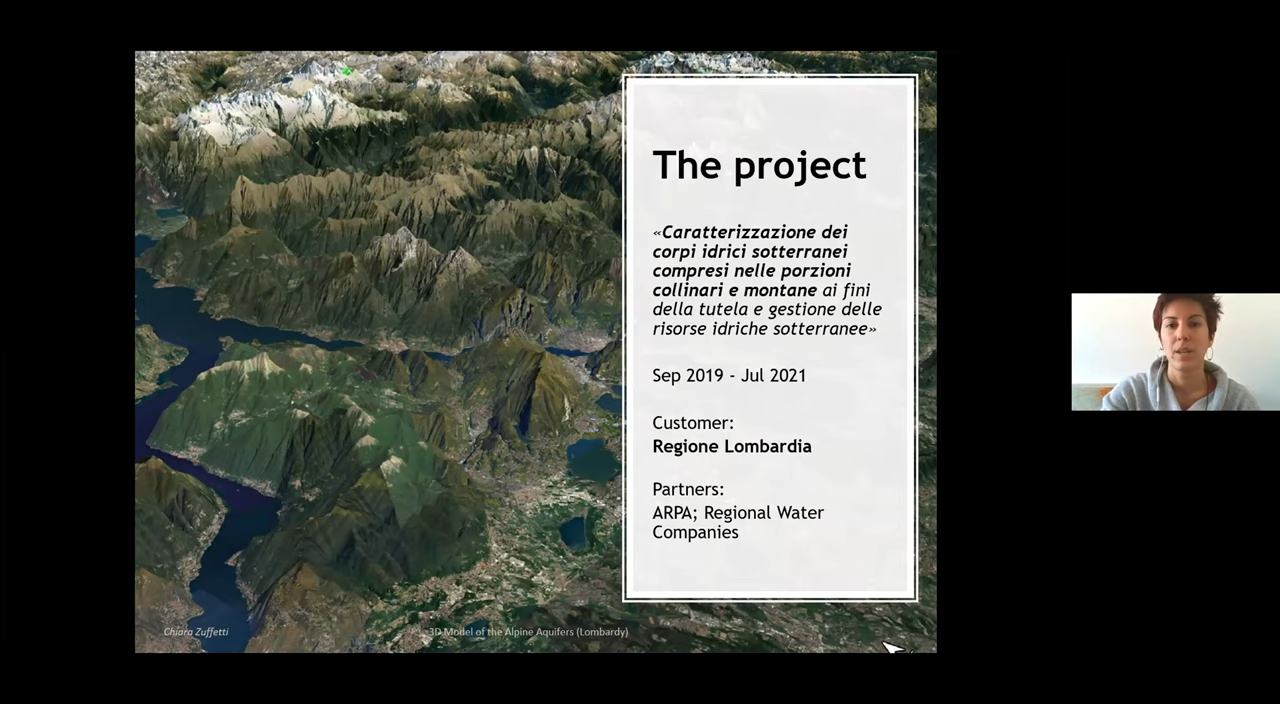 The project
«Caratterizzazione dei
corpi idrici sotterranei
compresi nelle porzioni
collinari e montane ai fini
della tutela e gestione delle
risorse idriche sotterranee»
Sep 2019 - Jul 2021
Customer:
Regione Lombardia
Partners:
ARPA; Regional Water
Companies
Chiara Zuffetti
3D Model of the Alpine Aquifers (Lombardy)